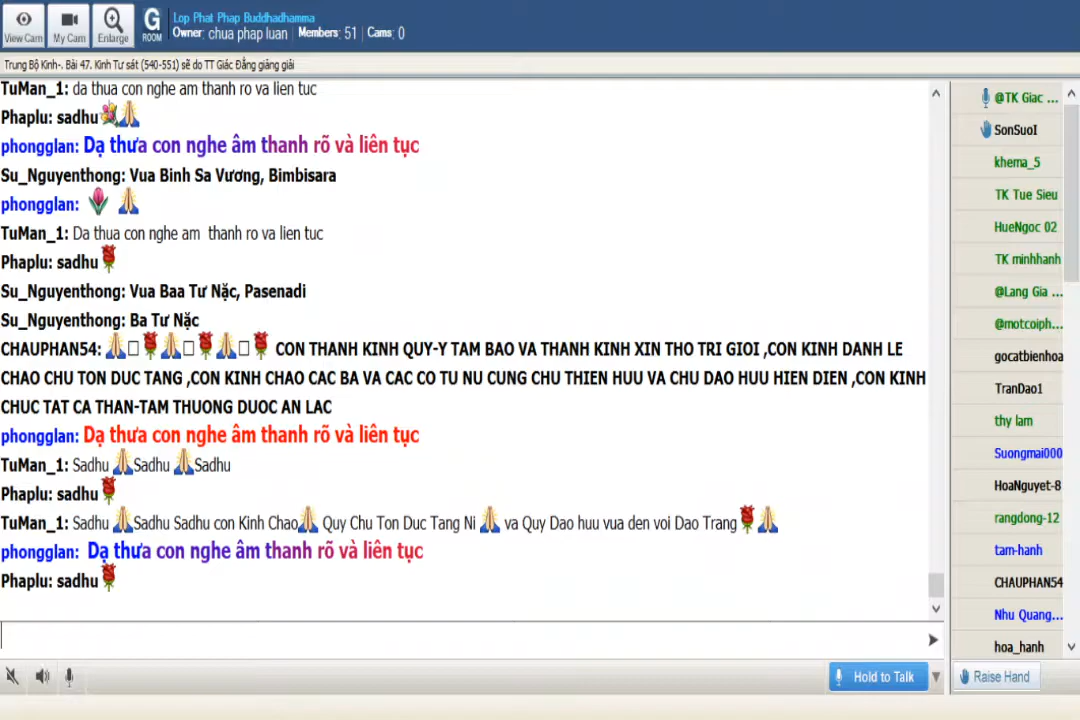 Lop Phat Phap Buddhadhamma
View Cam
My Cam
Enlarge
G ROOM
Owner: chua phap luan
Members: 51
Cams: 0
Trung Bộ Kinh-. Bài 47. Kinh Tư sát (540-551) sẽ do TT Giác Đẳng giảng giải
TuMan_1: da thua con nghe am thanh ro va lien tuc
Phaplu: sadhu
phongglan: Dạ thưa con nghe âm thanh rõ và liên tục
Su_Nguyenthong: Vua Bình Sa Vương, Bimbisara
phongglan:
TuMan_1: Da thua con nghe am  thanh ro va lien tuc
Phaplu: sadhu
Su_Nguyenthong: Vua Baa Tư Nặc, Pasenadi
Su_Nguyenthong: Ba Tư Nặc
CHAUPHAN54: CON THANH KINH QUY-Y TAM BAO VA THANH KINH XIN THO TRI GIOI ,CON KINH DANH LE
CHAO CHU TON DUC TANG ,CON KINH CHAO CAC BA VA CAC CO TU NU CUNG CHU THIEN HUU VA CHU DAO HUU HIEN DIEN ,CON KINH
CHUC TAT CA THAN-TAM THUONG DUOC AN LAC
phongglan: Dạ thưa con nghe âm thanh rõ và liên tục
TuMan_1: Sadhu Sadhu Sadhu
Phaplu: sadhu
TuMan_1: Sadhu Sadhu Sadhu con Kinh Chao Quy Chu Ton Duc Tang Ni va Quy Dao huu vua den voi Dao Trang
phongglan: Dạ thưa con nghe âm thanh rõ và liên tục
Phaplu: sadhu
@TK Giac ...
SonSuoI
khema_5
TK Tue Sieu
HueNgoc 02
TK minhhanh
@Lang Gia ...
@motcoiph...
gocatbienhoa
TranDao1
thy lam
Suongmai000
HoaNguyet-8
rangdong-12
tam-hanh
CHAUPHAN54
Nhu Quang...
hoa_hanh
Hold to Talk
Raise Hand